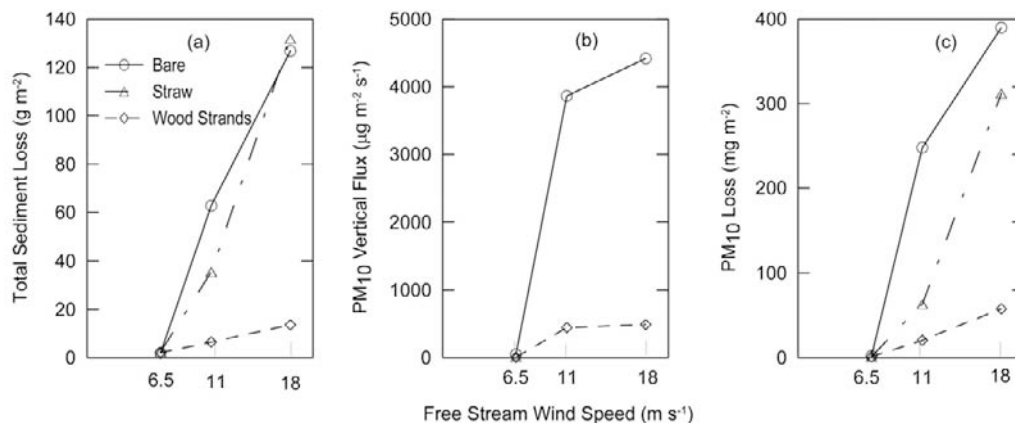 140
120
100
80
60
40
20
0
Total Sediment Loss (g m-2)
(a)
Bare
Straw
Wood Strands
6.5 11 18
5000
4000
3000
2000
1000
0
PM10 Vertical Flux (µg m-2 s-1)
(b)
6.5 11 18
400
300
200
100
0
PM10 Loss (mg m-2)
(c)
6.5 11 18
Free Stream Wind Speed (m s-1)